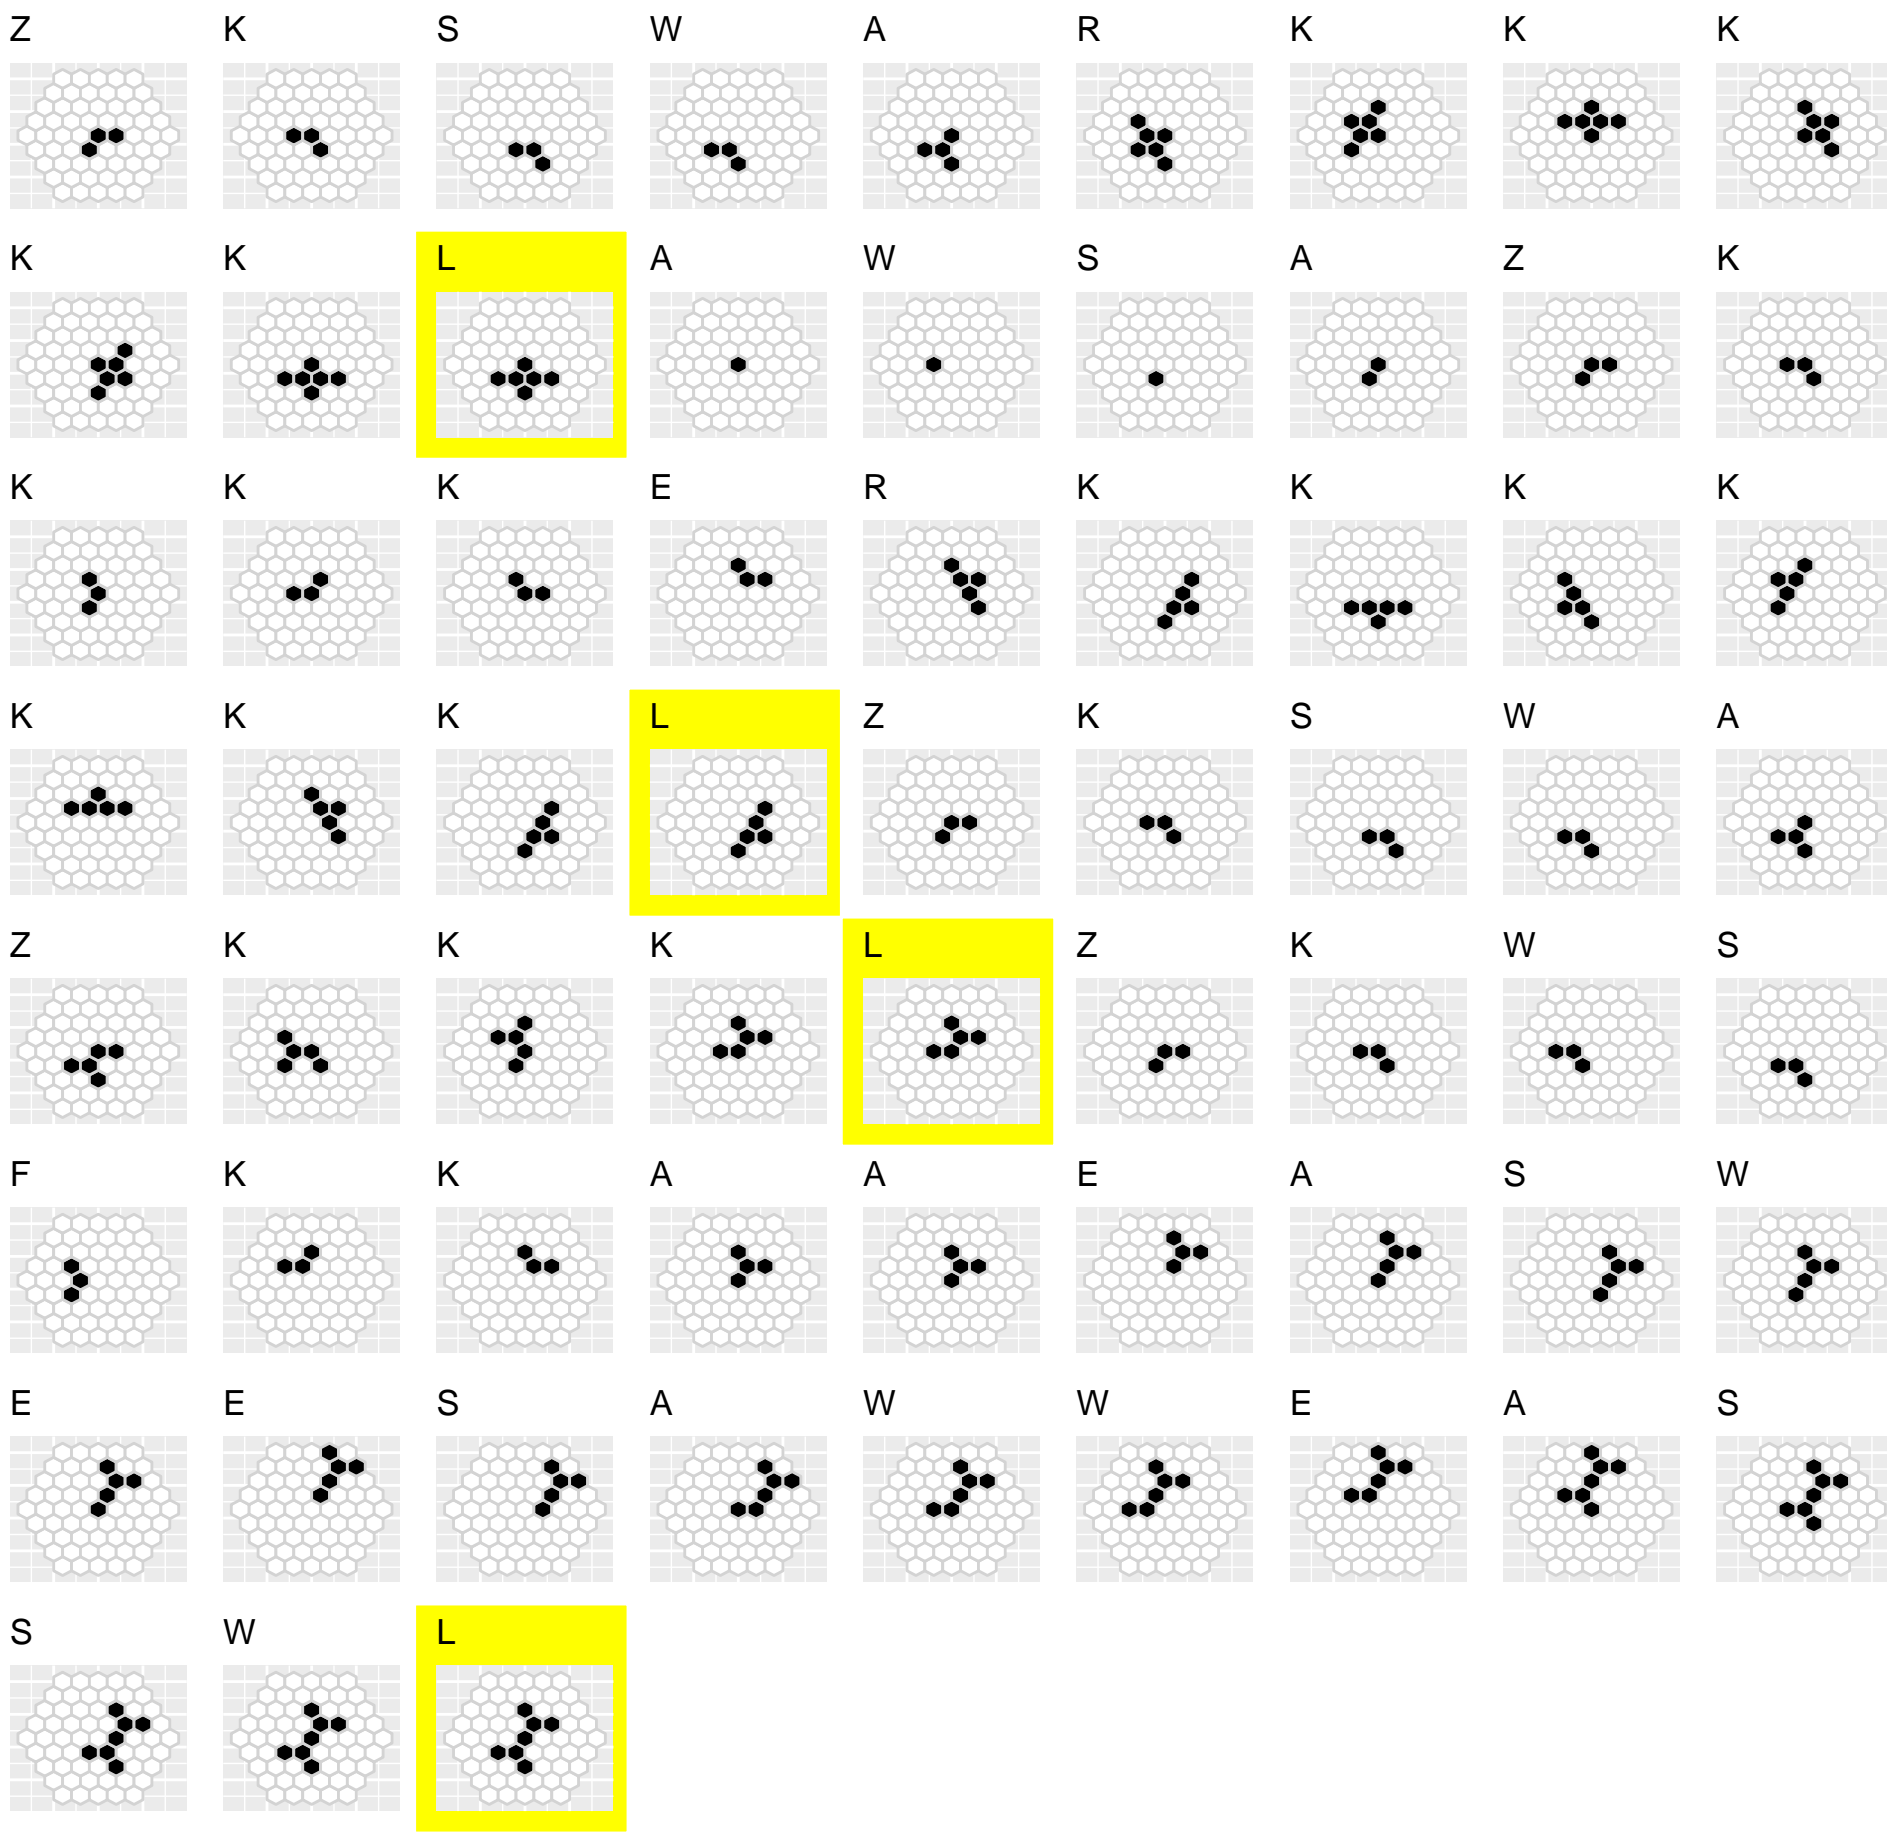 Z K S W A R K K K
K K L A W S A Z K
K K K E R K K K K
K K K L Z K S W A
Z K K K L Z K W S
F K K A A E A S W
E E S A W W E A S
S W L